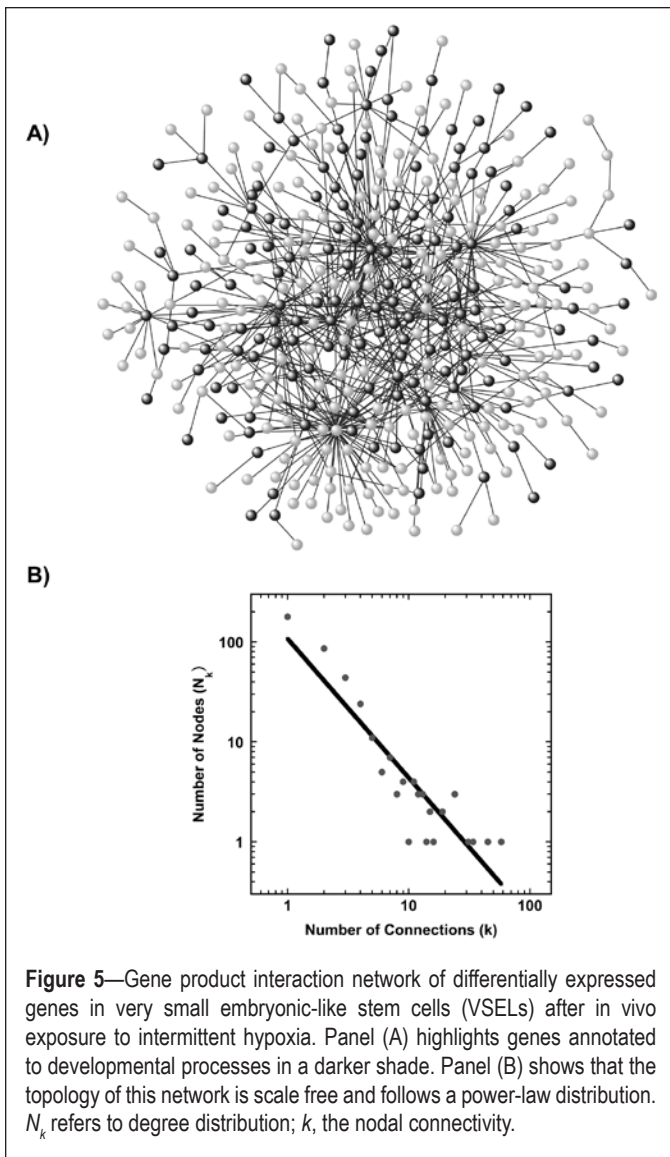 A)
B)
Number of Nodes (N_k)
100
10
1
1 10 100
Number of Connections (k)
Figure 5—Gene product interaction network of differentially expressed
genes in very small embryonic-like stem cells (VSELs) after in vivo
exposure to intermittent hypoxia. Panel (A) highlights genes annotated
to developmental processes in a darker shade. Panel (B) shows that the
topology of this network is scale free and follows a power-law distribution.
N_k refers to degree distribution; k, the nodal connectivity.